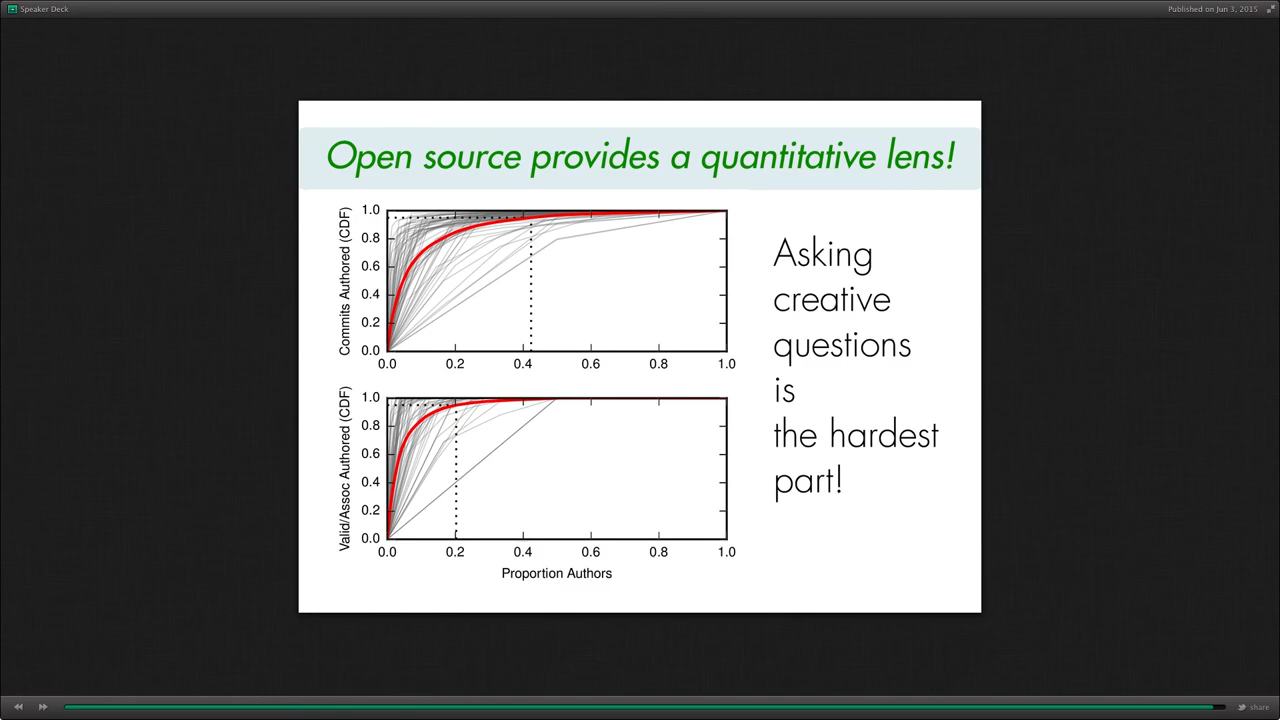 Speaker Deck
Published on Jun 3, 2015
Open source provides a quantitative lens!
Commits Authored (CDF)
1.0
0.8
0.6
0.4
0.2
0.0
0.0 0.2 0.4 0.6 0.8 1.0
Valid/Assoc Authored (CDF)
1.0
0.8
0.6
0.4
0.2
0.0
0.0 0.2 0.4 0.6 0.8 1.0
Proportion Authors
Asking
creative
questions
is
the hardest
part!
share